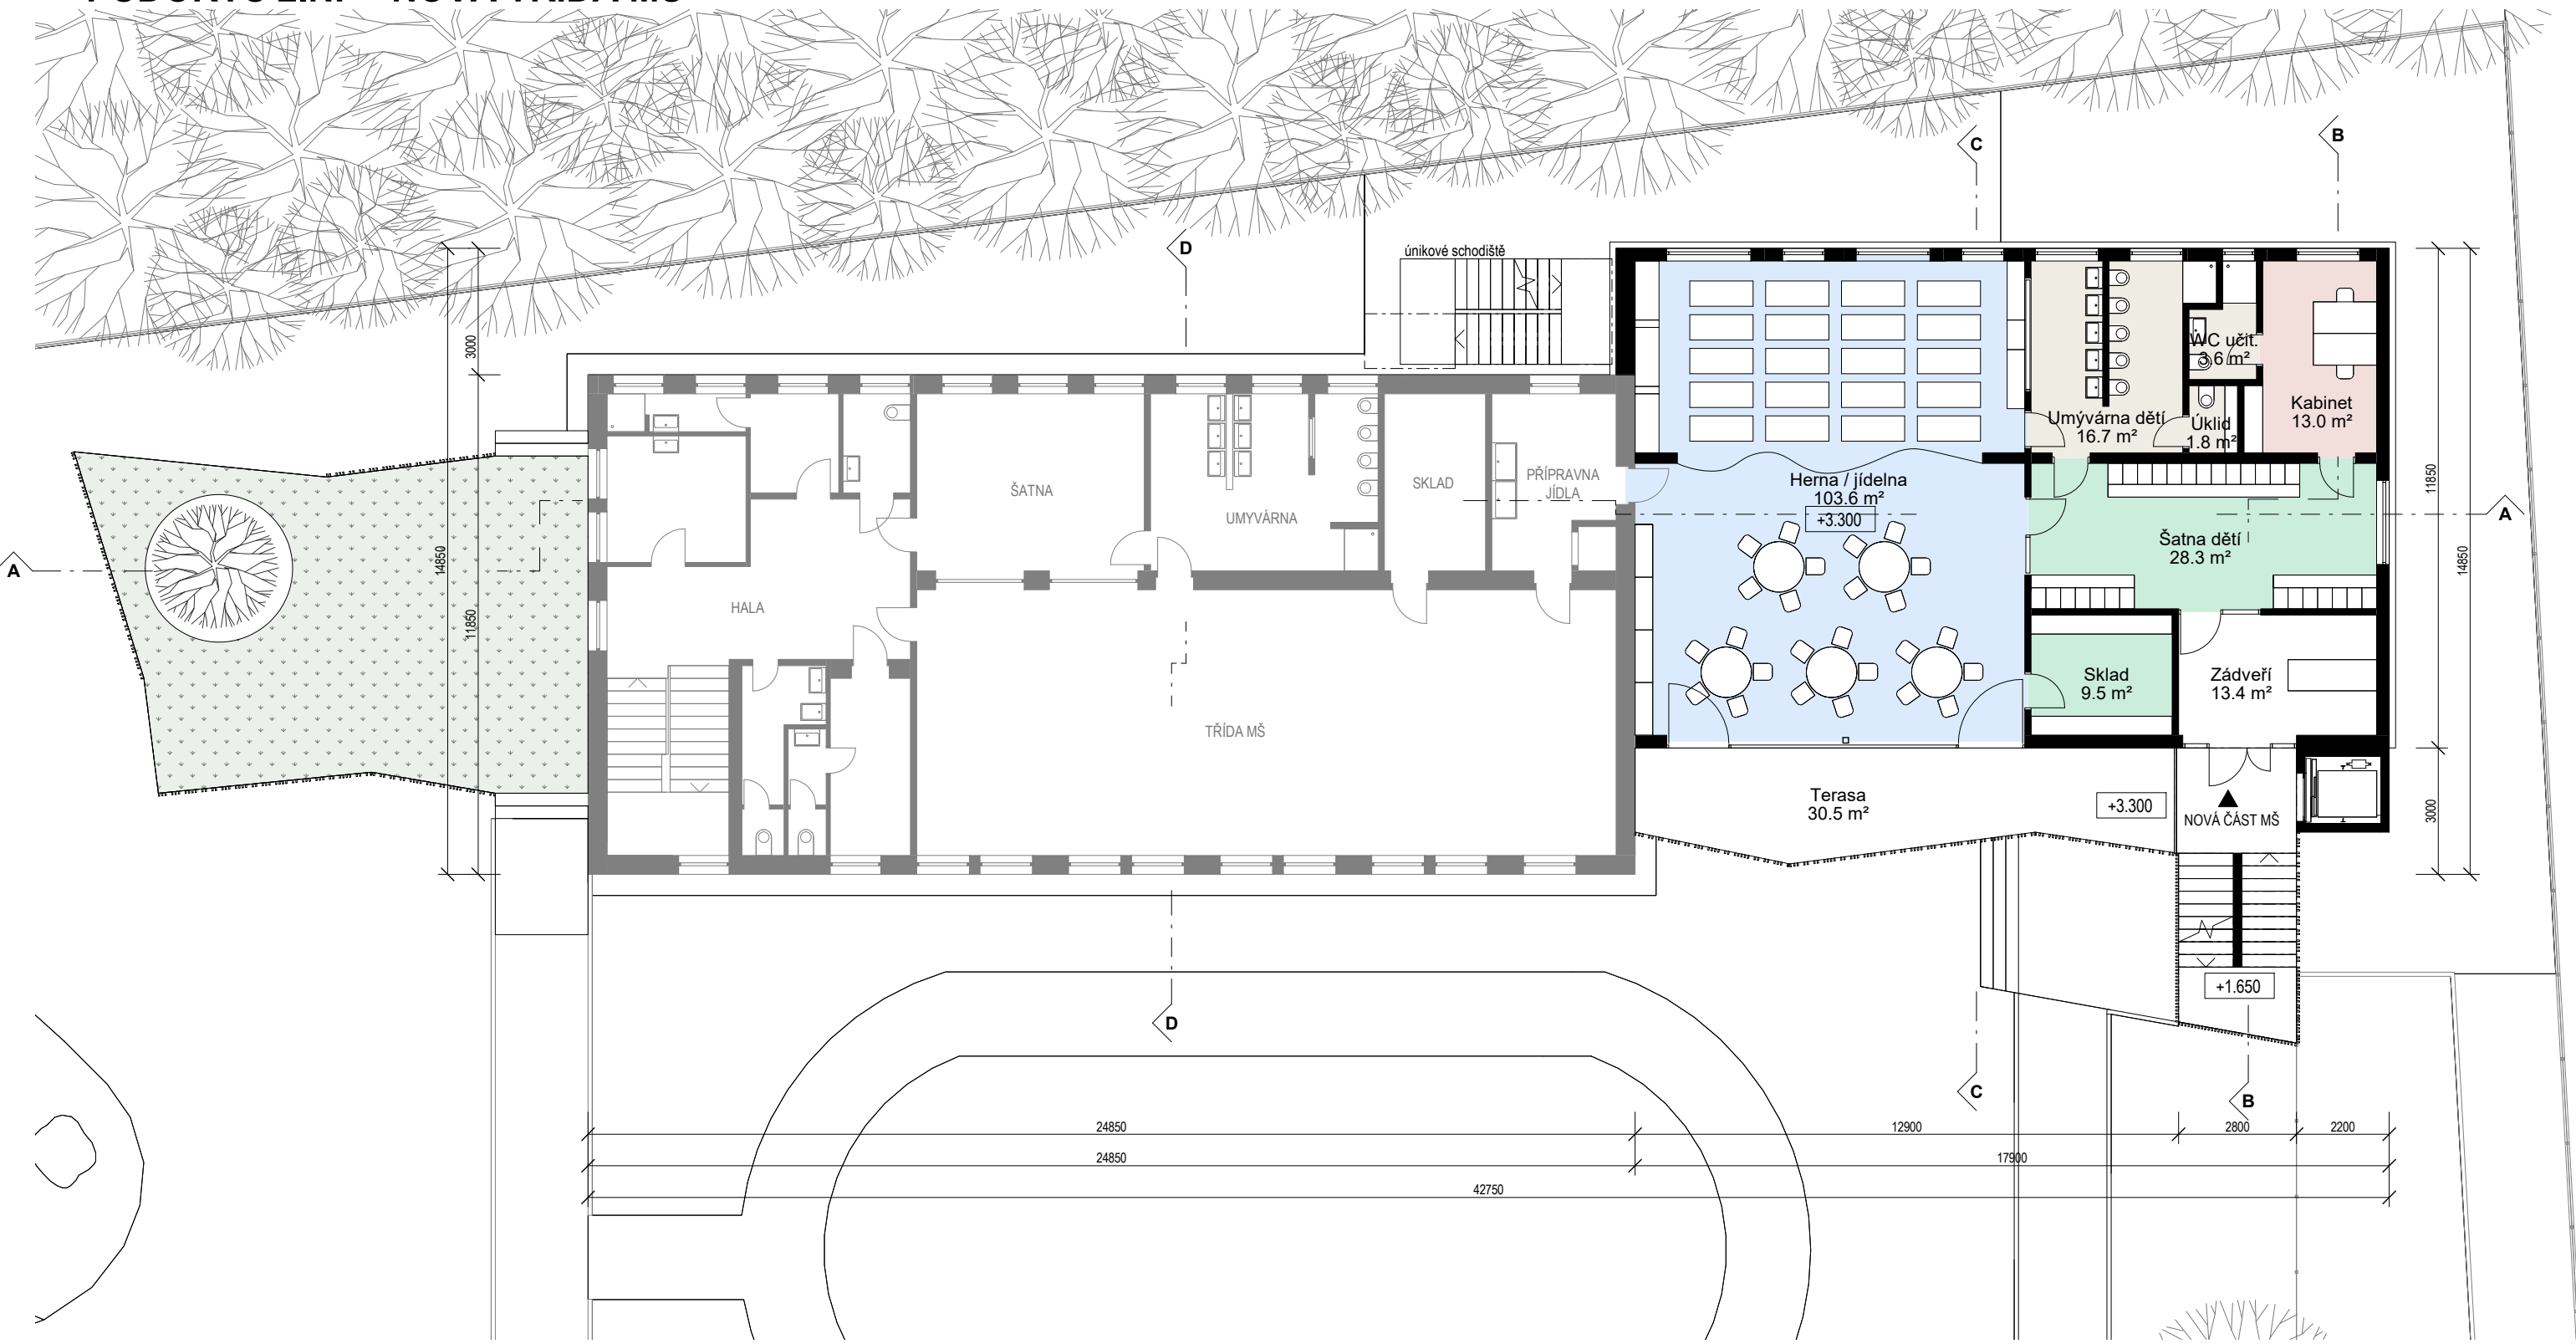 C
B
D
únikové schodiště
3000
WC učit.
3.6 m²
Kabinet
13.0 m²
Umývárna dětí
16.7 m²
Úklid
1.8 m²
ŠATNA
UMYVÁRNA
SKLAD
PŘÍPRAVNA
JÍDLA
Herna / jídelna
103.6 m²
+3.300
11850
A
Šatna dětí
28.3 m²
14850
14850
A
HALA
11850
Sklad
9.5 m²
Zádveří
13.4 m²
TŘÍDA MŠ
Terasa
30.5 m²
+3.300
NOVÁ ČÁST MŠ
3000
+1.650
D
C
B
24850
12900
2800
2200
24850
17900
42750